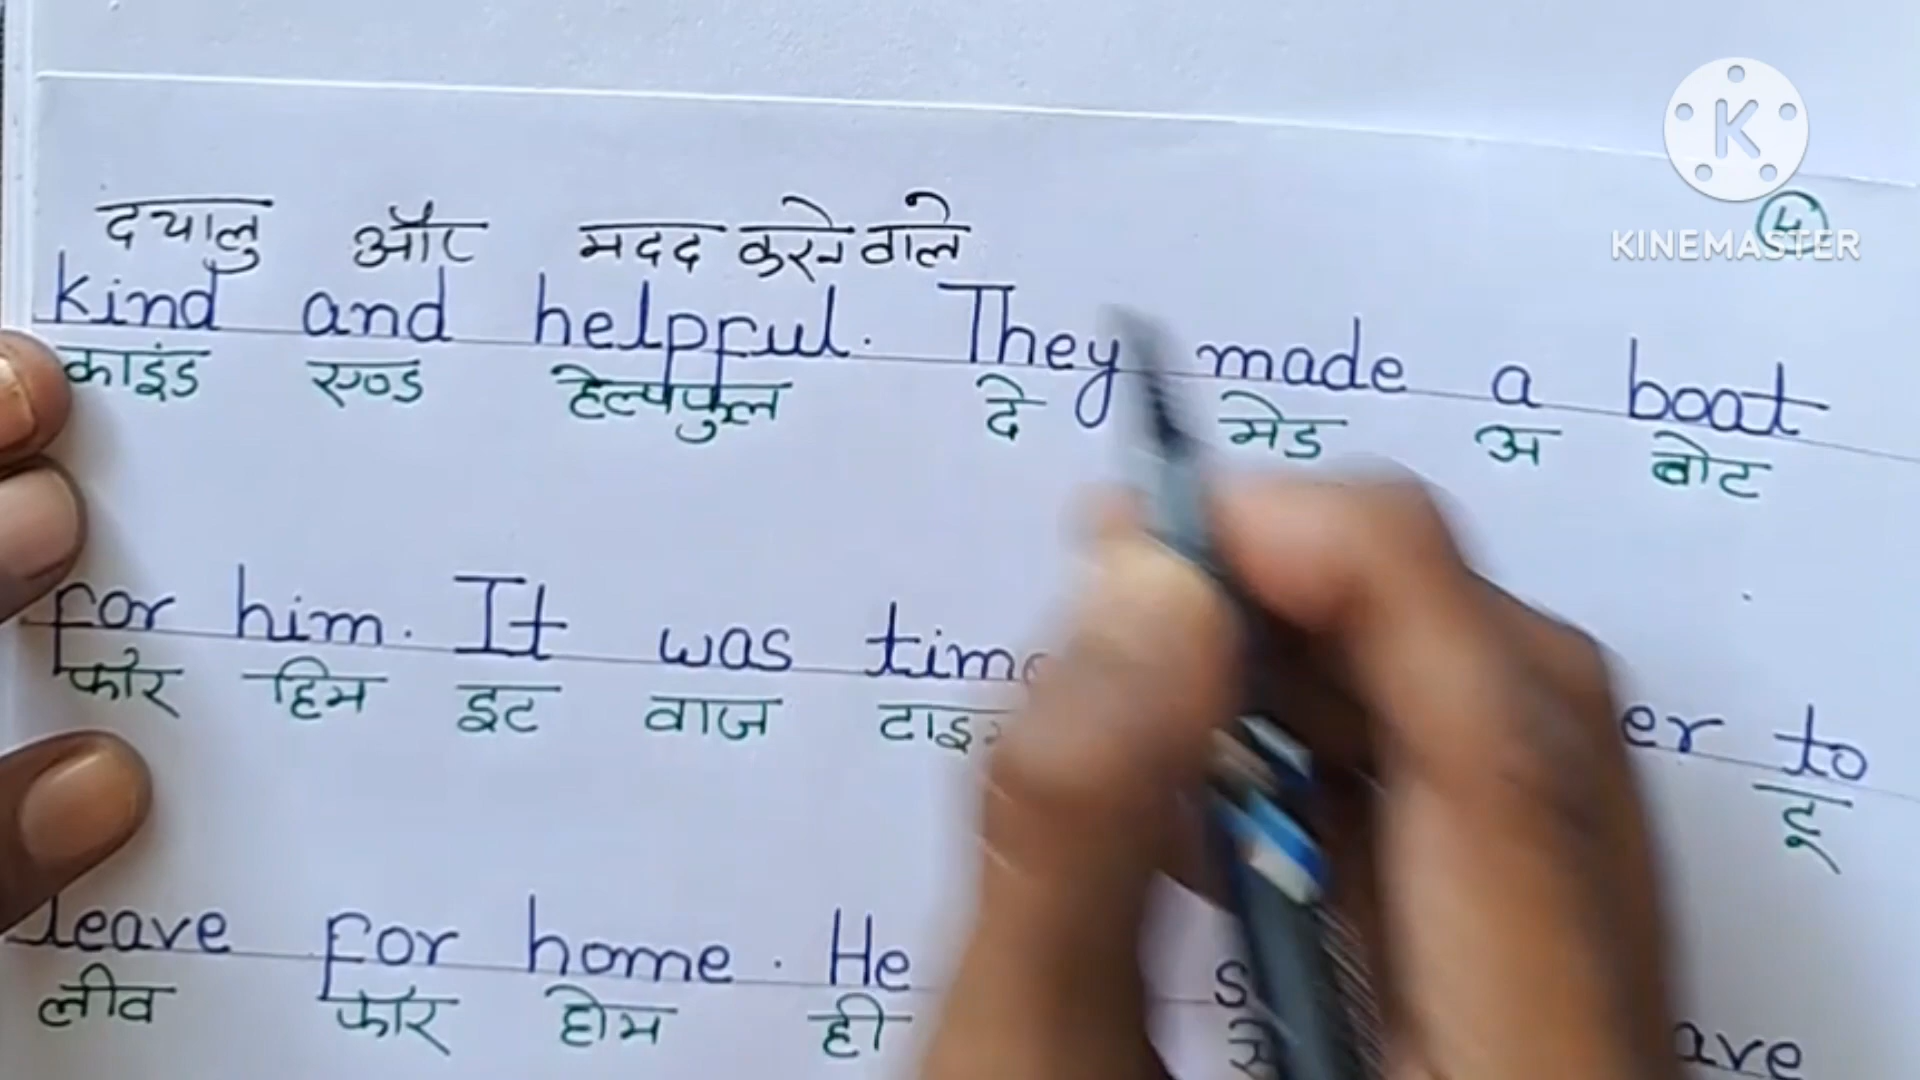 KINEMASTER
दयालु और मदद करने वाले
kind and helpful. They made a boat
काइंड एण्ड हेल्पफुल दे मेड अ बोट
for him. It was to
फोर हिम इट वाज टू
leave for home. He
लीव फोर होम ही